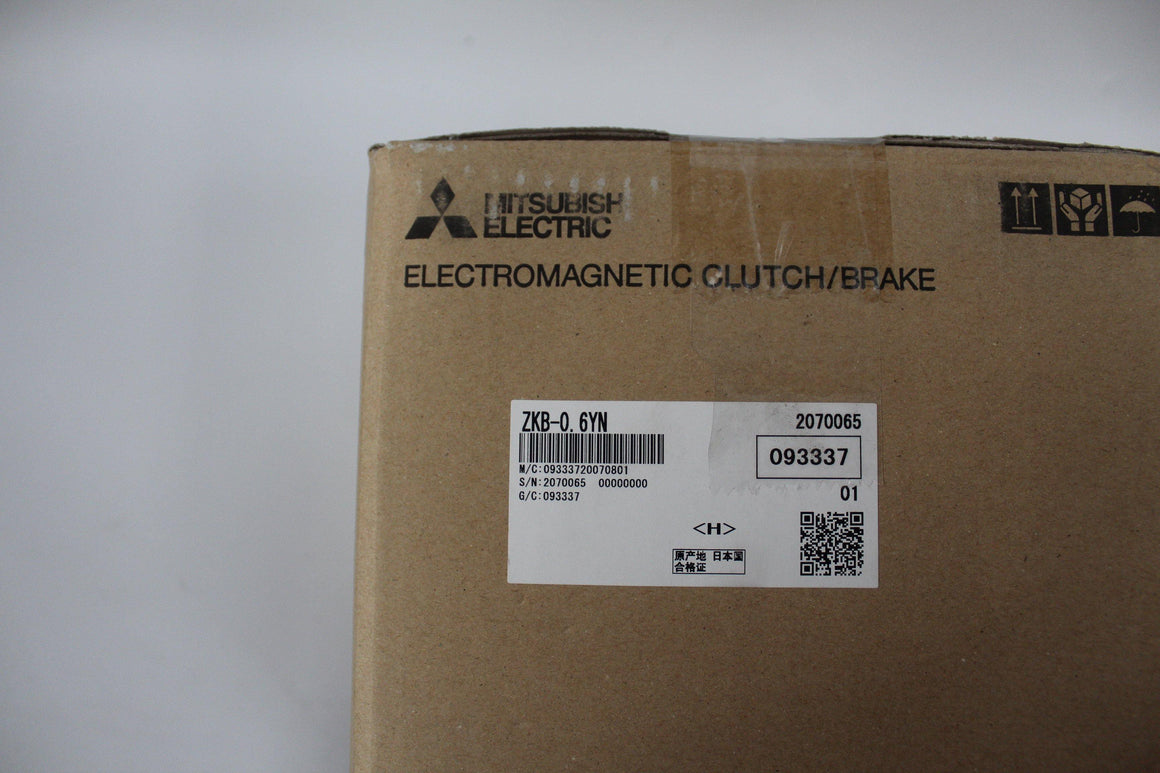 MITSUBISHI
ELECTRIC
ELECTROMAGNETIC CLUTCH/BRAKE
ZKB-0.6YN
2070065
093337
M/C:09333720070801
S/N:2070065 00000000
G/C:093337
01
<H>
原产地 日本国
合格证